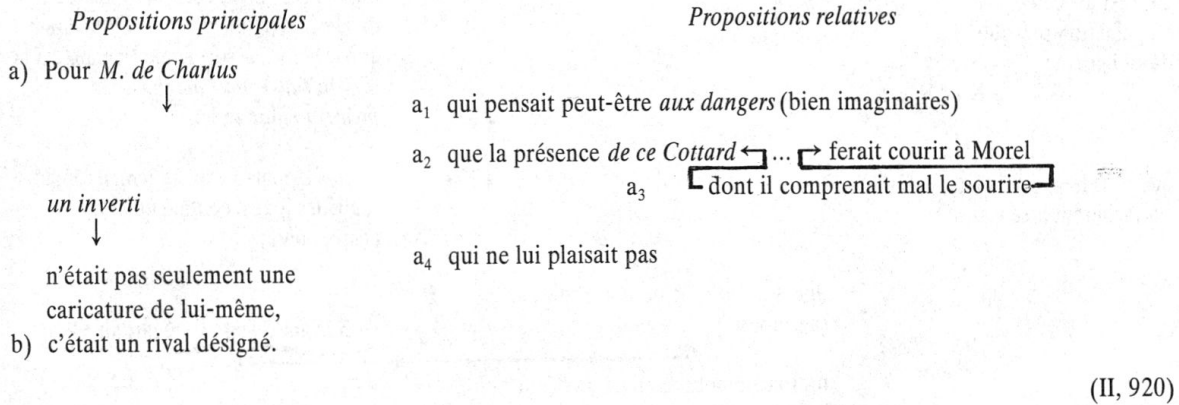 Propositions principales
Propositions relatives
a) Pour M. de Charlus
a₁ qui pensait peut-être aux dangers (bien imaginaires)
a₂ que la présence de ce Cottard ... ferait courir à Morel
a₃ dont il comprenait mal le sourire
un inverti
a₄ qui ne lui plaisait pas
n'était pas seulement une
caricature de lui-même,
b) c'était un rival désigné.
(II, 920)